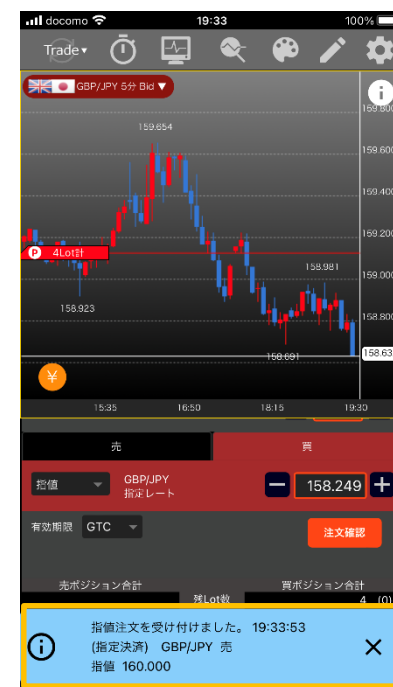 docomo 19:33 100%
Trade▼
GBP/JPY 5分 Bid ▼
159.800
159.654
159.600
159.400
159.200
P 4Lot計
158.981
159.000
158.923
158.800
158.63
158.691
¥
15:35 16:50 18:15 19:30
売 買
指値 GBP/JPY
指定レート
158.249
有効期限 GTC 注文確認
売ポジション合計 残Lot数 買ポジション合計
4 (0)
指値注文を受け付けました。 19:33:53
(指定決済) GBP/JPY 売
指値 160.000